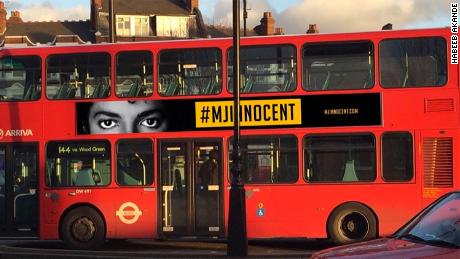 #MJINNOCENT
MJINNOCENT.COM
ARRIVA
144 via Wood Green
HABEEB AKANDE